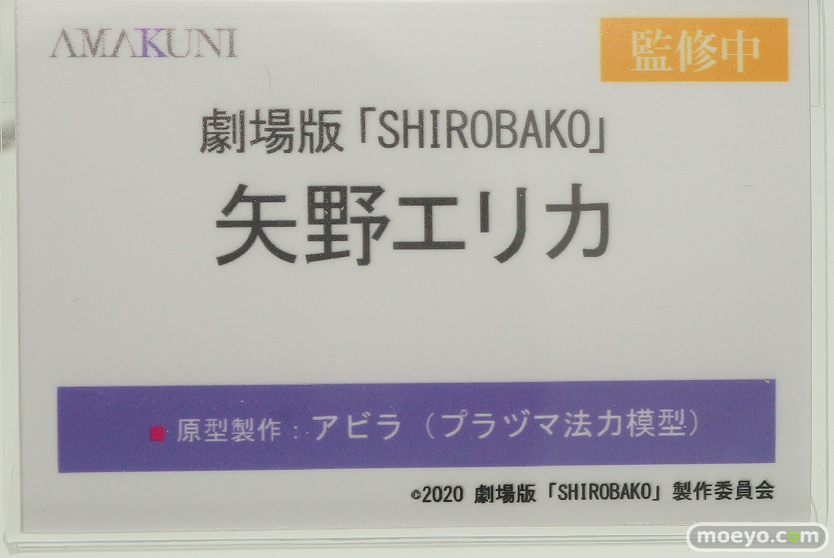 AMAKUNI
監修中
劇場版「SHIROBAKO」
矢野エリカ
■原型製作：アビラ（プラヅマ法力模型）
©2020 劇場版「SHIROBAKO」製作委員会
moeyo.com